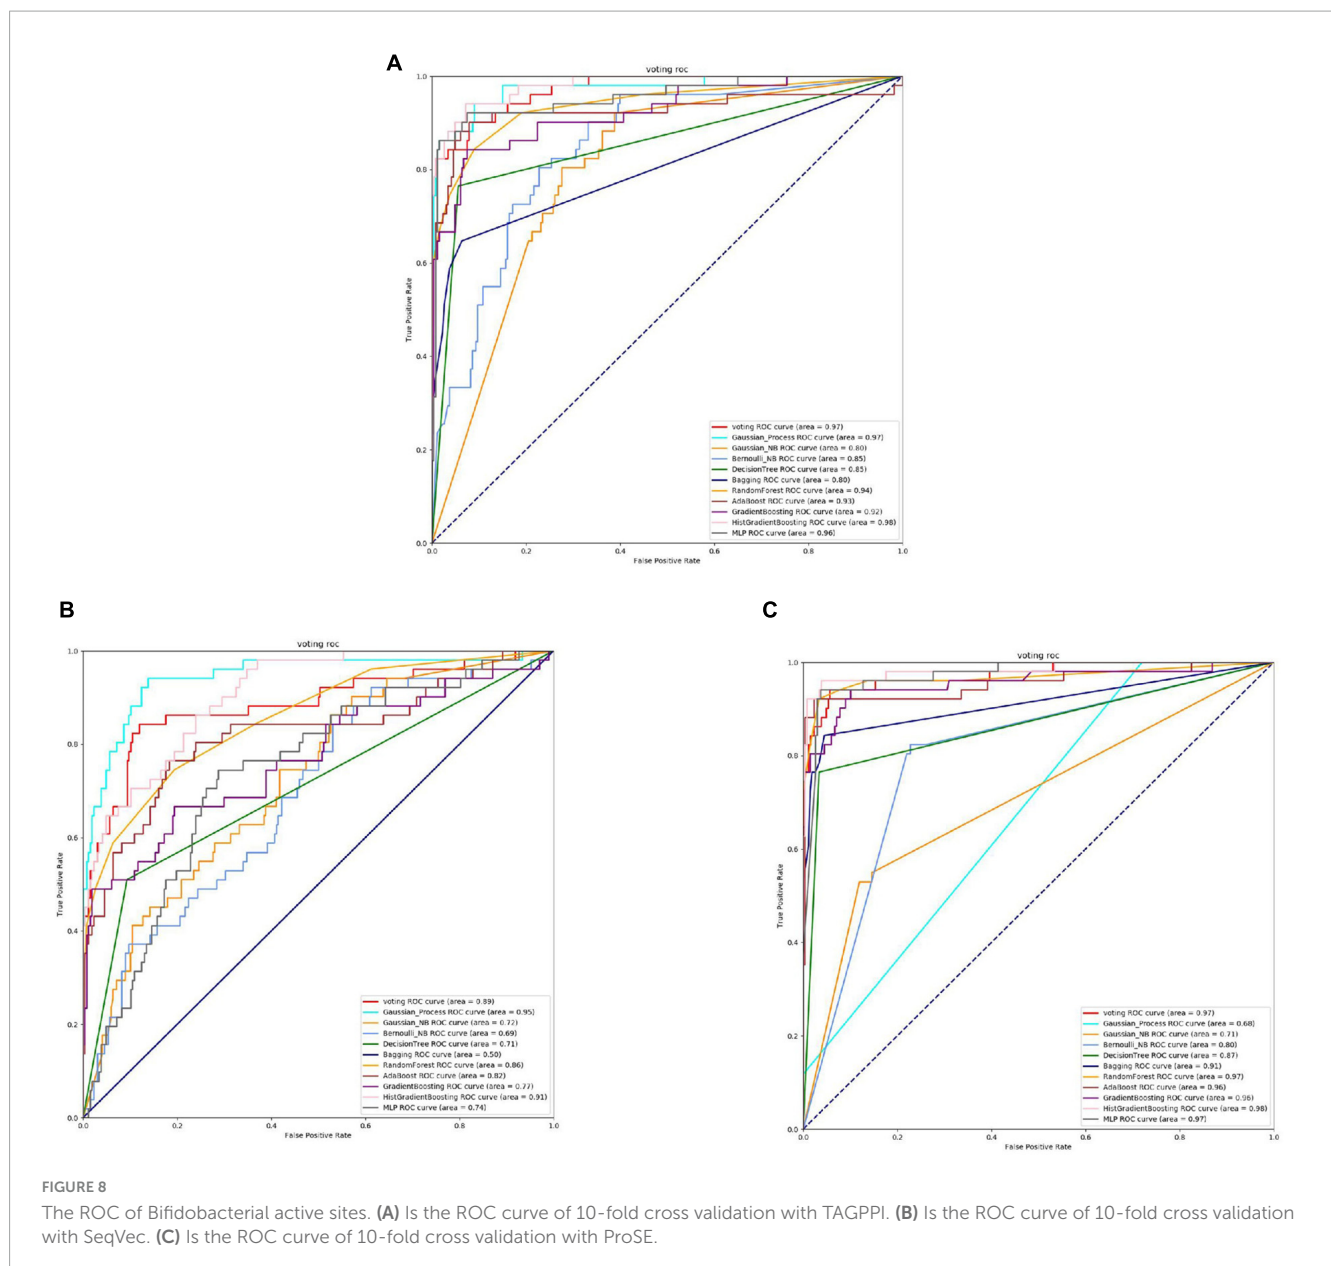 A
voting roc
1.0
0.8
0.6
0.4
0.2
0.0
True Positive Rate
voting ROC curve (area = 0.97)
Gaussian_Process ROC curve (area = 0.97)
Gaussian_NB ROC curve (area = 0.80)
Bernoulli_NB ROC curve (area = 0.85)
DecisionTree ROC curve (area = 0.85)
Bagging ROC curve (area = 0.80)
RandomForest ROC curve (area = 0.94)
AdaBoost ROC curve (area = 0.93)
GradientBoosting ROC curve (area = 0.92)
HistGradientBoosting ROC curve (area = 0.98)
MLP ROC curve (area = 0.96)
0.0 0.2 0.4 0.6 0.8 1.0
False Positive Rate
B
voting roc
1.0
0.8
0.6
0.4
0.2
0.0
True Positive Rate
voting ROC curve (area = 0.89)
Gaussian_Process ROC curve (area = 0.95)
Gaussian_NB ROC curve (area = 0.72)
Bernoulli_NB ROC curve (area = 0.69)
DecisionTree ROC curve (area = 0.71)
Bagging ROC curve (area = 0.50)
RandomForest ROC curve (area = 0.86)
AdaBoost ROC curve (area = 0.82)
GradientBoosting ROC curve (area = 0.77)
HistGradientBoosting ROC curve (area = 0.91)
MLP ROC curve (area = 0.74)
0.0 0.2 0.4 0.6 0.8 1.0
False Positive Rate
C
voting roc
1.0
0.8
0.6
0.4
0.2
0.0
True Positive Rate
voting ROC curve (area = 0.97)
Gaussian_Process ROC curve (area = 0.68)
Gaussian_NB ROC curve (area = 0.71)
Bernoulli_NB ROC curve (area = 0.80)
DecisionTree ROC curve (area = 0.87)
Bagging ROC curve (area = 0.91)
RandomForest ROC curve (area = 0.97)
AdaBoost ROC curve (area = 0.96)
GradientBoosting ROC curve (area = 0.96)
HistGradientBoosting ROC curve (area = 0.98)
MLP ROC curve (area = 0.97)
0.0 0.2 0.4 0.6 0.8 1.0
False Positive Rate
FIGURE 8
The ROC of Bifidobacterial active sites. (A) Is the ROC curve of 10-fold cross validation with TAGPPI. (B) Is the ROC curve of 10-fold cross validation
with SeqVec. (C) Is the ROC curve of 10-fold cross validation with ProSE.